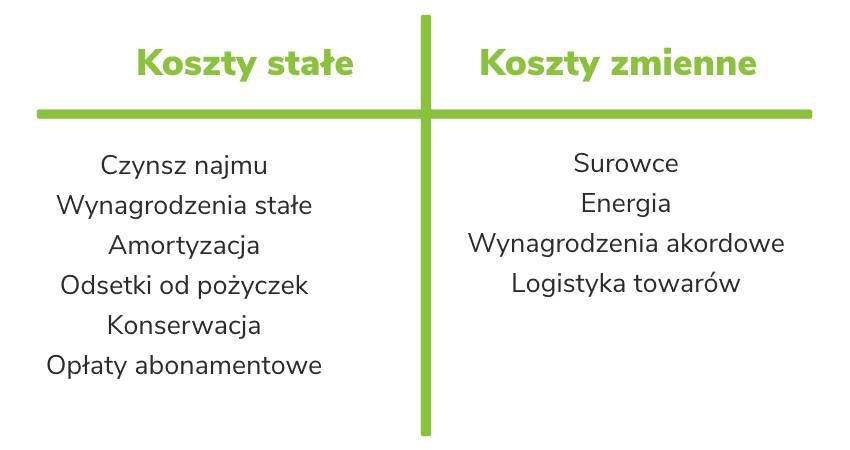 Koszty stałe
Koszty zmienne
Czynsz najmu
Wynagrodzenia stałe
Amortyzacja
Odsetki od pożyczek
Konserwacja
Opłaty abonamentowe
Surowce
Energia
Wynagrodzenia akordowe
Logistyka towarów